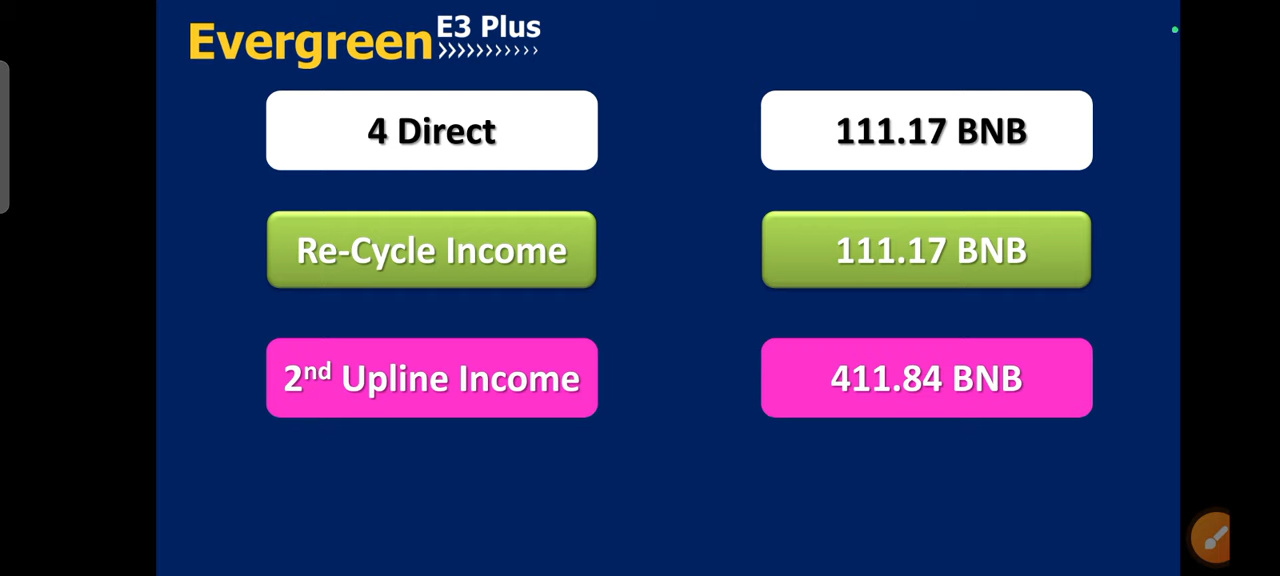 Evergreen E3 Plus
4 Direct 111.17 BNB
Re-Cycle Income 111.17 BNB
2nd Upline Income 411.84 BNB